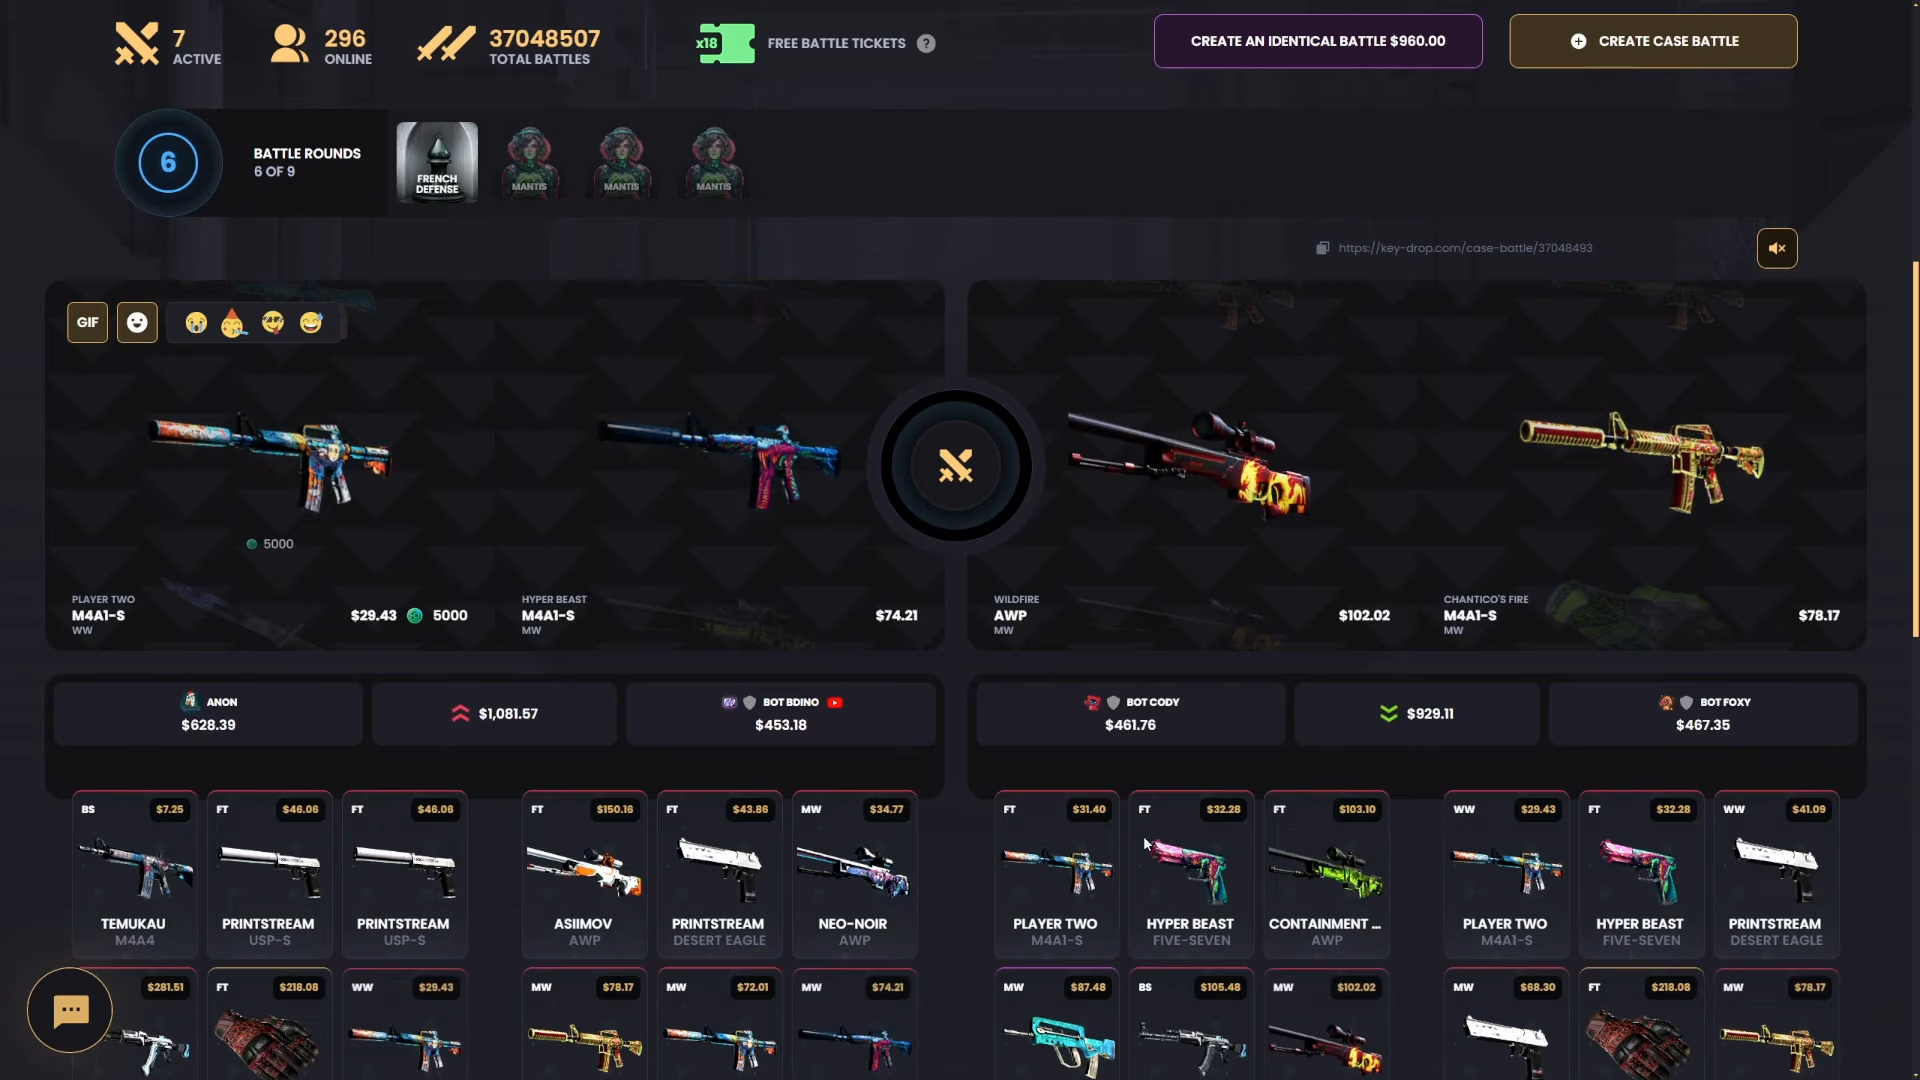 7
ACTIVE
296
ONLINE
37048507
TOTAL BATTLES
x18
FREE BATTLE TICKETS
?
CREATE AN IDENTICAL BATTLE $960.00
CREATE CASE BATTLE
6
BATTLE ROUNDS
6 OF 9
FRENCH
DEFENSE
MANTIS
MANTIS
MANTIS
https://key-drop.com/case-battle/37048493
GIF
5000
PLAYER TWO
M4A1-S
WW
$29.43
5000
HYPER BEAST
M4A1-S
MW
$74.21
WILDFIRE
AWP
MW
$102.02
CHANTICO'S FIRE
M4A1-S
MW
$78.17
ANON
$628.39
$1,081.57
BOT BDINO
$453.18
BOT CODY
$461.76
$929.11
BOT FOXY
$467.35
BS $7.25
FT $46.06
FT $46.06
FT $150.16
FT $43.86
MW $34.77
FT $31.40
FT $32.28
FT $103.10
WW $29.43
FT $32.28
WW $41.09
TEMUKAU
M4A4
PRINTSTREAM
USP-S
PRINTSTREAM
USP-S
ASIIMOV
AWP
PRINTSTREAM
DESERT EAGLE
NEO-NOIR
AWP
PLAYER TWO
M4A1-S
HYPER BEAST
FIVE-SEVEN
CONTAINMENT ...
AWP
PLAYER TWO
M4A1-S
HYPER BEAST
FIVE-SEVEN
PRINTSTREAM
DESERT EAGLE
$281.51
FT $218.08
WW $29.43
MW $78.17
MW $72.01
MW $74.21
MW $87.48
BS $105.48
MW $102.02
MW $68.30
FT $218.08
MW $78.17